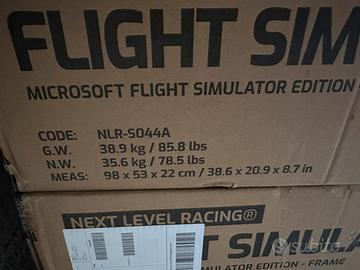 FLIGHT SIM
MICROSOFT FLIGHT SIMULATOR EDITION -
CODE: NLR-S044A
G.W. 38.9 kg / 85.8 lbs
N.W. 35.6 kg / 78.5 lbs
MEAS: 98 x 53 x 22 cm / 38.6 x 20.9 x 8.7 in
NEXT LEVEL RACING®
SIMULA
SIMULATOR EDITION - FRAME
subito